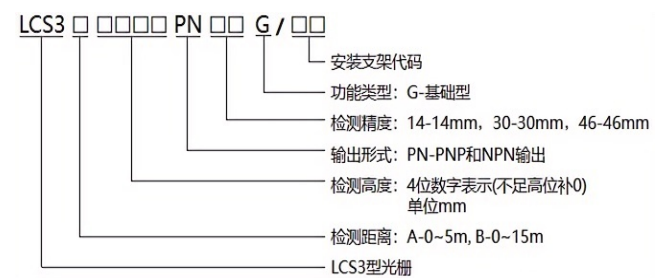 LCS3□ □□□□ PN □□ G / □□
安装支架代码
功能类型：G-基础型
检测精度：14-14mm，30-30mm，46-46mm
输出形式：PN-PNP和NPN输出
检测高度：4位数字表示(不足高位补0)
单位mm
检测距离：A-0~5m, B-0~15m
LCS3型光栅